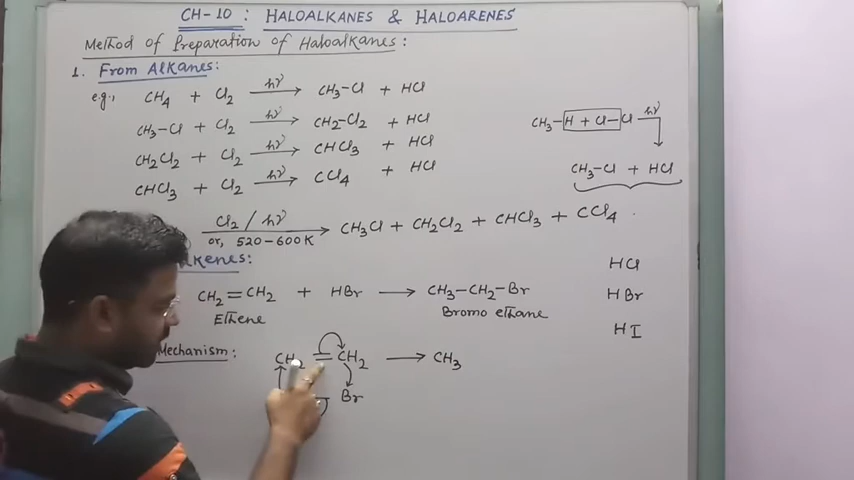 CH-10 : HALOALKANES & HALOARENES
Method of Preparation of Haloalkanes:
1. From Alkanes:
e.g., CH4 + Cl2 —hν→ CH3-Cl + HCl
CH3-Cl + Cl2 —hν→ CH2-Cl2 + HCl
CH2Cl2 + Cl2 —hν→ CHCl3 + HCl
CHCl3 + Cl2 —hν→ CCl4 + HCl
CH3-H + Cl-Cl hν
CH3-Cl + HCl
Cl2 / hν
or, 520-600K → CH3Cl + CH2Cl2 + CHCl3 + CCl4
kenes:
CH2=CH2 + HBr → CH3-CH2-Br
Ethene Bromo ethane
HCl
HBr
HI
Mechanism: CH2=CH2 → CH3
Br